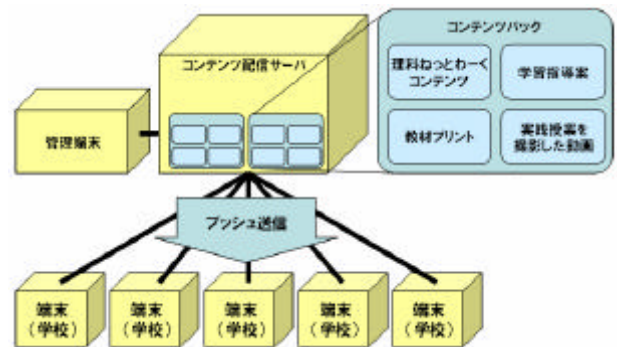 コンテンツパック
理科ねっとわーく
コンテンツ
学習指導案
教材プリント
実践授業を
撮影した動画
コンテンツ配信サーバ
管理端末
プッシュ送信
端末
(学校)
端末
(学校)
端末
(学校)
端末
(学校)
端末
(学校)